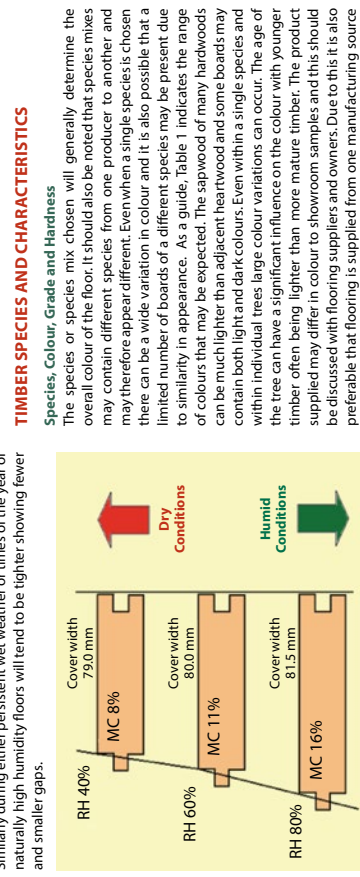 similarly during either persistent wet weather or times of the year of
naturally high humidity floors will tend to be tighter showing fewer
and smaller gaps.
RH 40%
Cover width
79.0 mm
MC 8%
Dry
Conditions
RH 60%
Cover width
80.0 mm
MC 11%
RH 80%
Cover width
81.5 mm
MC 16%
Humid
Conditions
TIMBER SPECIES AND CHARACTERISTICS
Species, Colour, Grade and Hardness
The species or species mix chosen will generally determine the
overall colour of the floor. It should also be noted that species mixes
may contain different species from one producer to another and
may therefore appear different. Even when a single species is chosen
there can be a wide variation in colour and it is also possible that a
limited number of boards of a different species may be present due
to similarity in appearance. As a guide, Table 1 indicates the range
of colours that may be expected. The sapwood of many hardwoods
can be much lighter than adjacent heartwood and some boards may
contain both light and dark colours. Even within a single species and
within individual trees large colour variations can occur. The age of
the tree can have a significant influence on the colour with younger
timber often being lighter than more mature timber. The product
supplied may differ in colour to showroom samples and this should
be discussed with flooring suppliers and owners. Due to this it is also
preferable that flooring is supplied from one manufacturing source